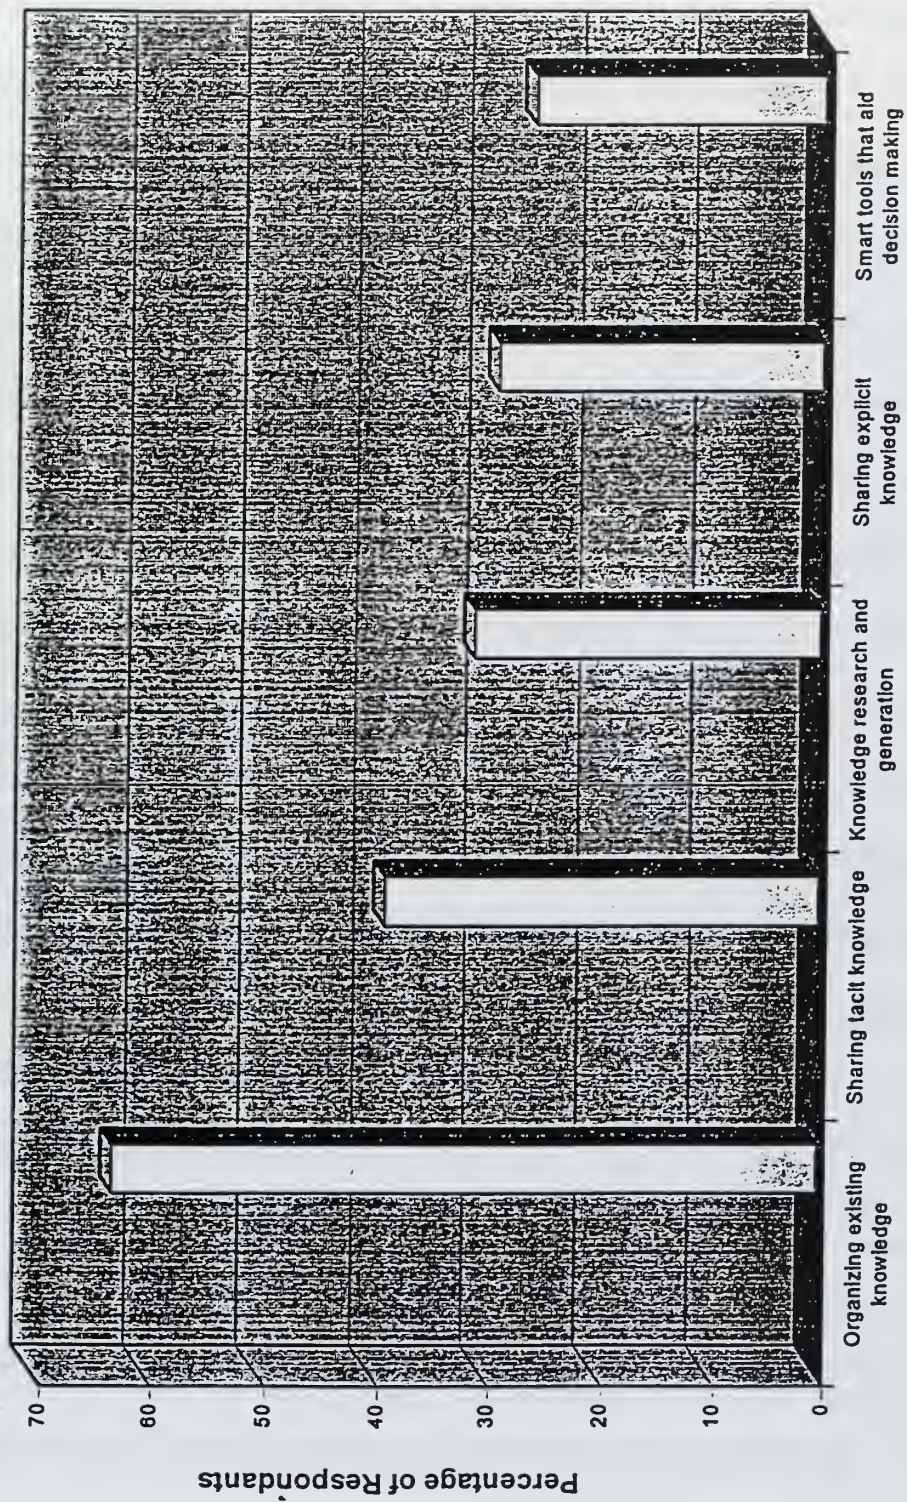 Percentage of Respondants
70
60
50
40
30
20
10
0
Organizing existing
knowledge
Sharing tacit knowledge
Knowledge research and
generation
Sharing explicit
knowledge
Smart tools that aid
decision making